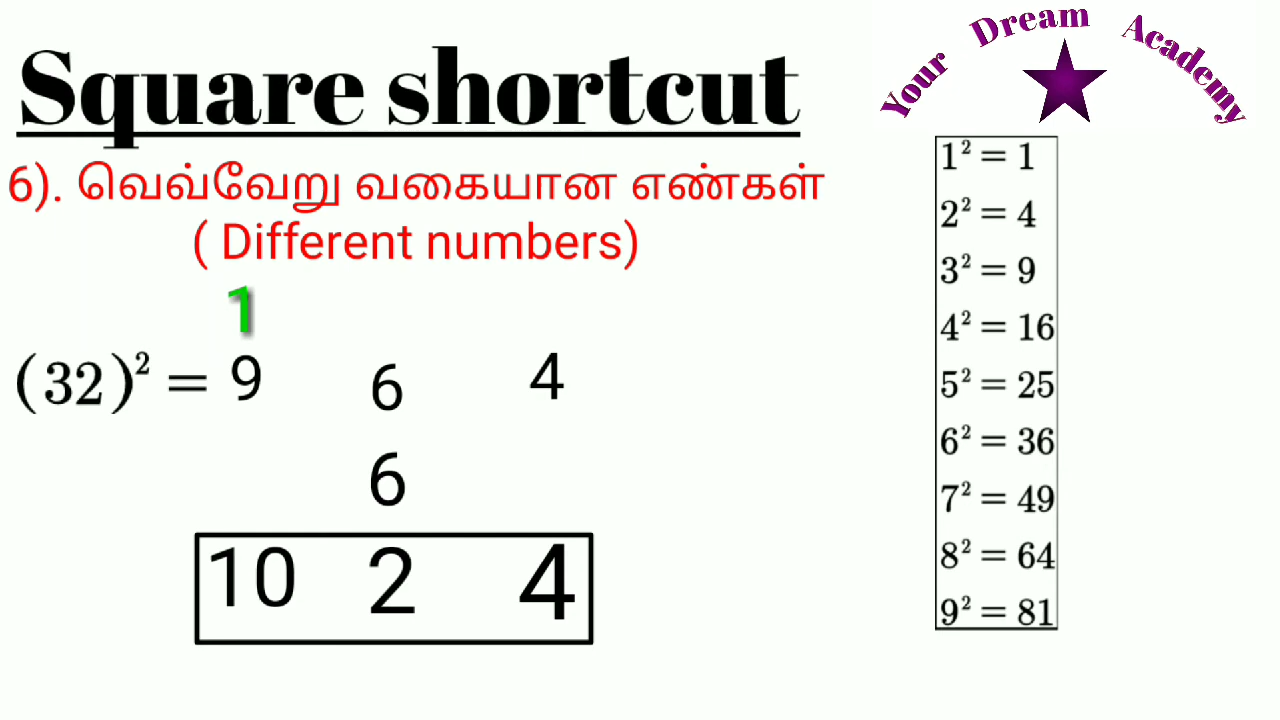 Square shortcut
Your Dream Academy
6). வெவ்வேறு வகையான எண்கள்
( Different numbers)
1
(32)² = 9 6 4
6
10 2 4
1² = 1
2² = 4
3² = 9
4² = 16
5² = 25
6² = 36
7² = 49
8² = 64
9² = 81